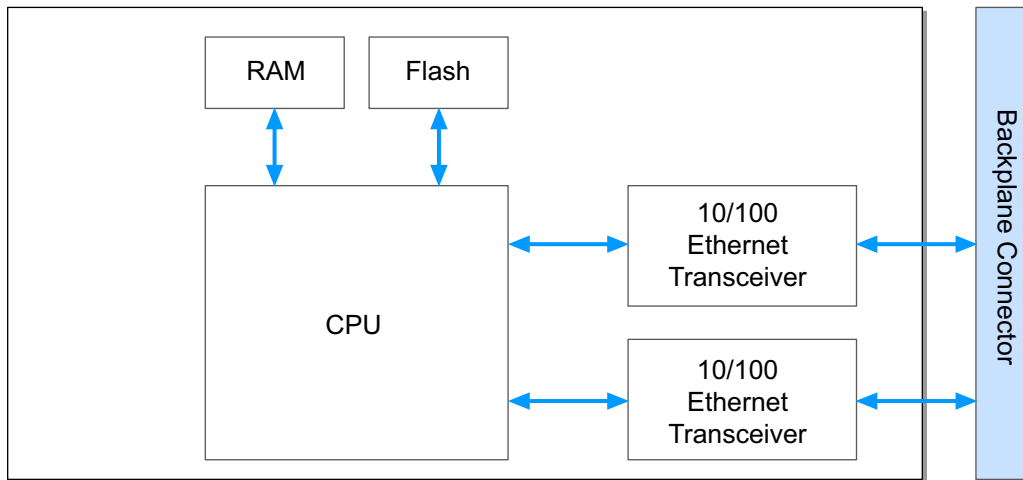 RAM
Flash
CPU
10/100
Ethernet
Transceiver
10/100
Ethernet
Transceiver
Backplane Connector